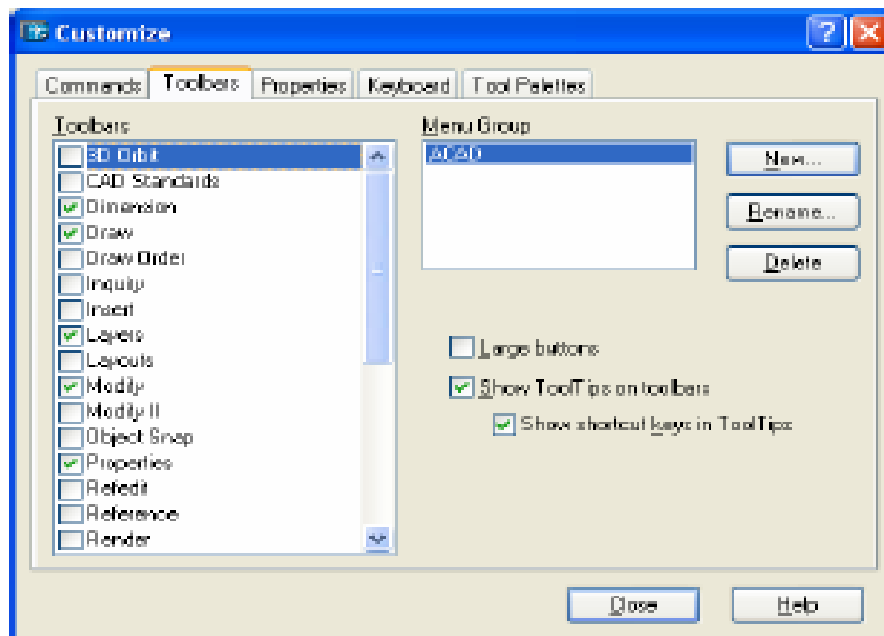 Customize
Commands Toolbars Properties Keyboard Tool Palettes
Toolbars
3D Orbit
CAD Standards
Dimension
Draw
Draw Order
Inquiry
Insert
Layers
Layouts
Modify
Modify II
Object Snap
Properties
Refedit
Reference
Render
Menu Group
ACAD
New...
Rename...
Delete
Large buttons
Show ToolTips on toolbars
Show shortcut keys in ToolTips
Close Help